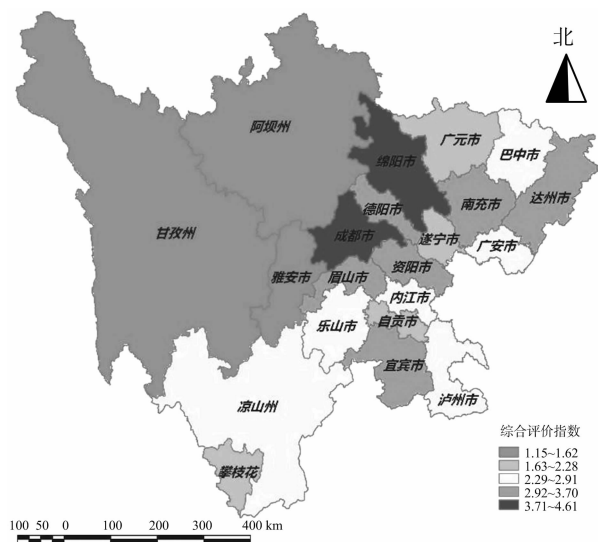 北
阿坝州
广元市
巴中市
绵阳市
达州市
德阳市
南充市
甘孜州
成都市
遂宁市
广安市
资阳市
雅安市
眉山市
内江市
乐山市
自贡市
宜宾市
泸州市
凉山州
攀枝花
综合评价指数
1.15~1.62
1.63~2.28
2.29~2.91
2.92~3.70
3.71~4.61
100 50 0 100 200 300 400 km